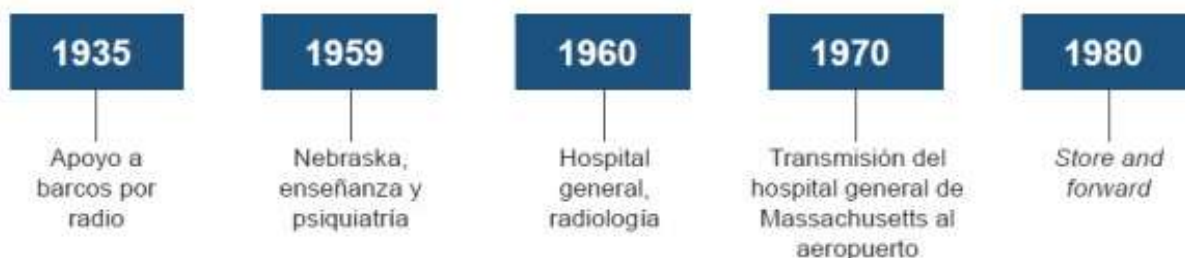 1935
Apoyo a
barcos por
radio
1959
Nebraska,
enseñanza y
psiquiatría
1960
Hospital
general,
radiología
1970
Transmisión del
hospital general de
Massachusetts al
aeropuerto
1980
Store and
forward